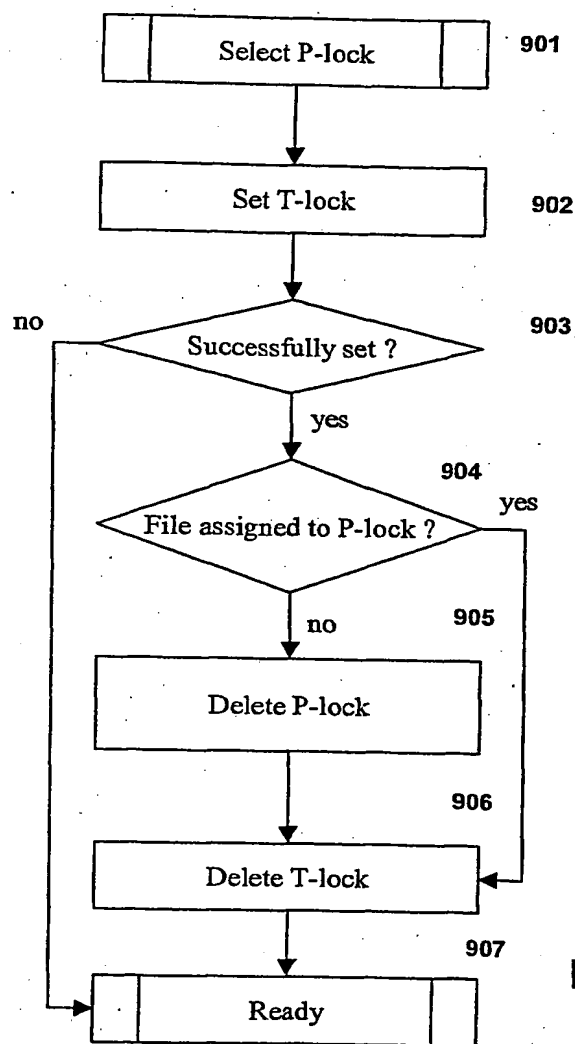 Select P-lock
901
Set T-lock
902
no
903
Successfully set ?
yes
904
yes
File assigned to P-lock ?
no
905
Delete P-lock
906
Delete T-lock
907
Ready